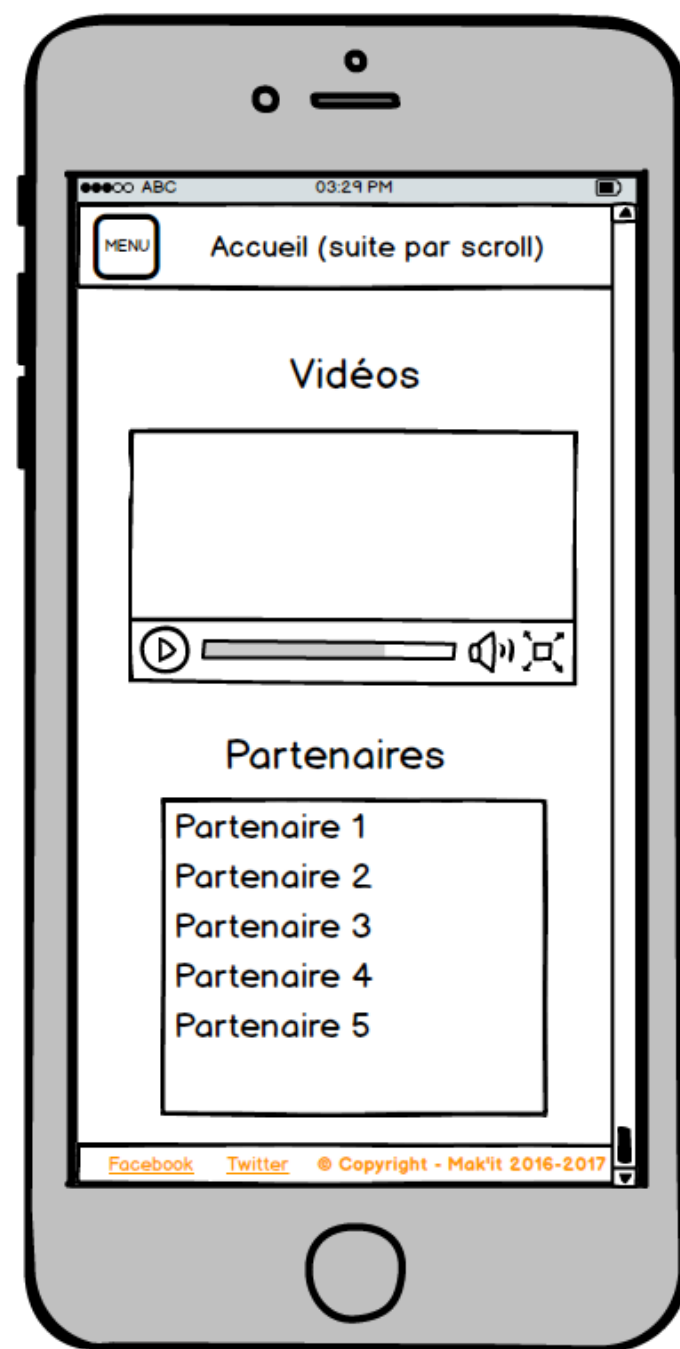 ABC 03:29 PM
MENU Accueil (suite par scroll)
Vidéos
Partenaires
Partenaire 1
Partenaire 2
Partenaire 3
Partenaire 4
Partenaire 5
Facebook Twitter © Copyright - Mak'it 2016-2017